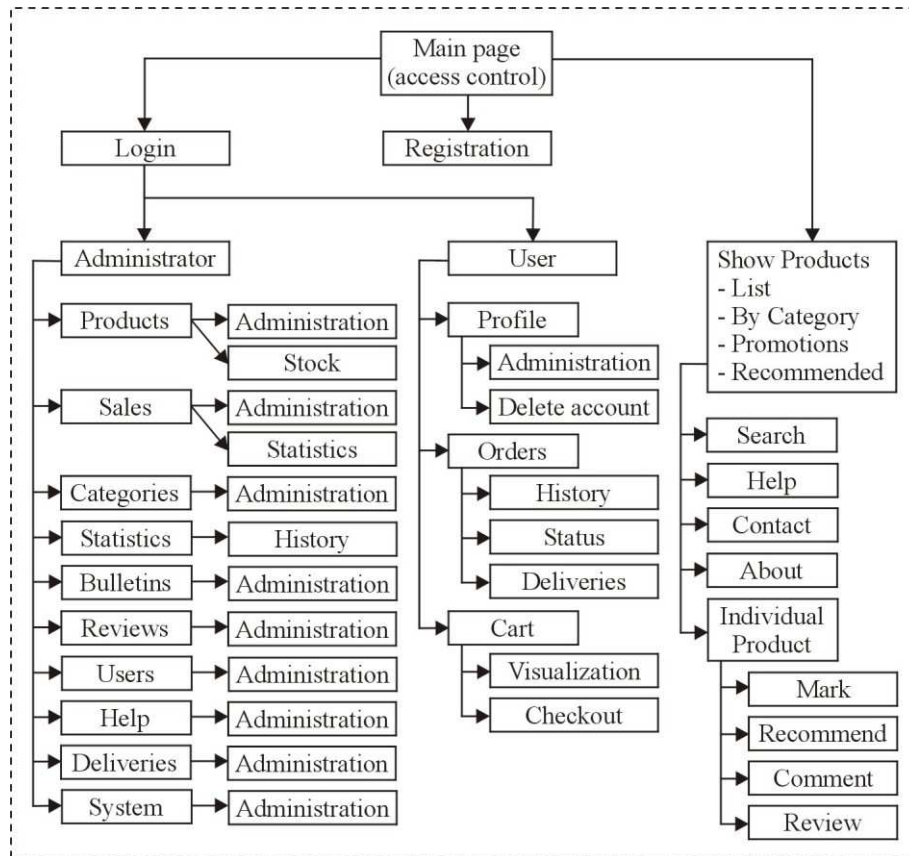 Main page
(access control)
Login
Registration
Administrator
User
Show Products
- List
- By Category
- Promotions
- Recommended
Products
Administration
Stock
Sales
Administration
Statistics
Categories
Administration
Statistics
History
Bulletins
Administration
Reviews
Administration
Users
Administration
Help
Administration
Deliveries
Administration
System
Administration
Profile
Administration
Delete account
Orders
History
Status
Deliveries
Cart
Visualization
Checkout
Search
Help
Contact
About
Individual
Product
Mark
Recommend
Comment
Review